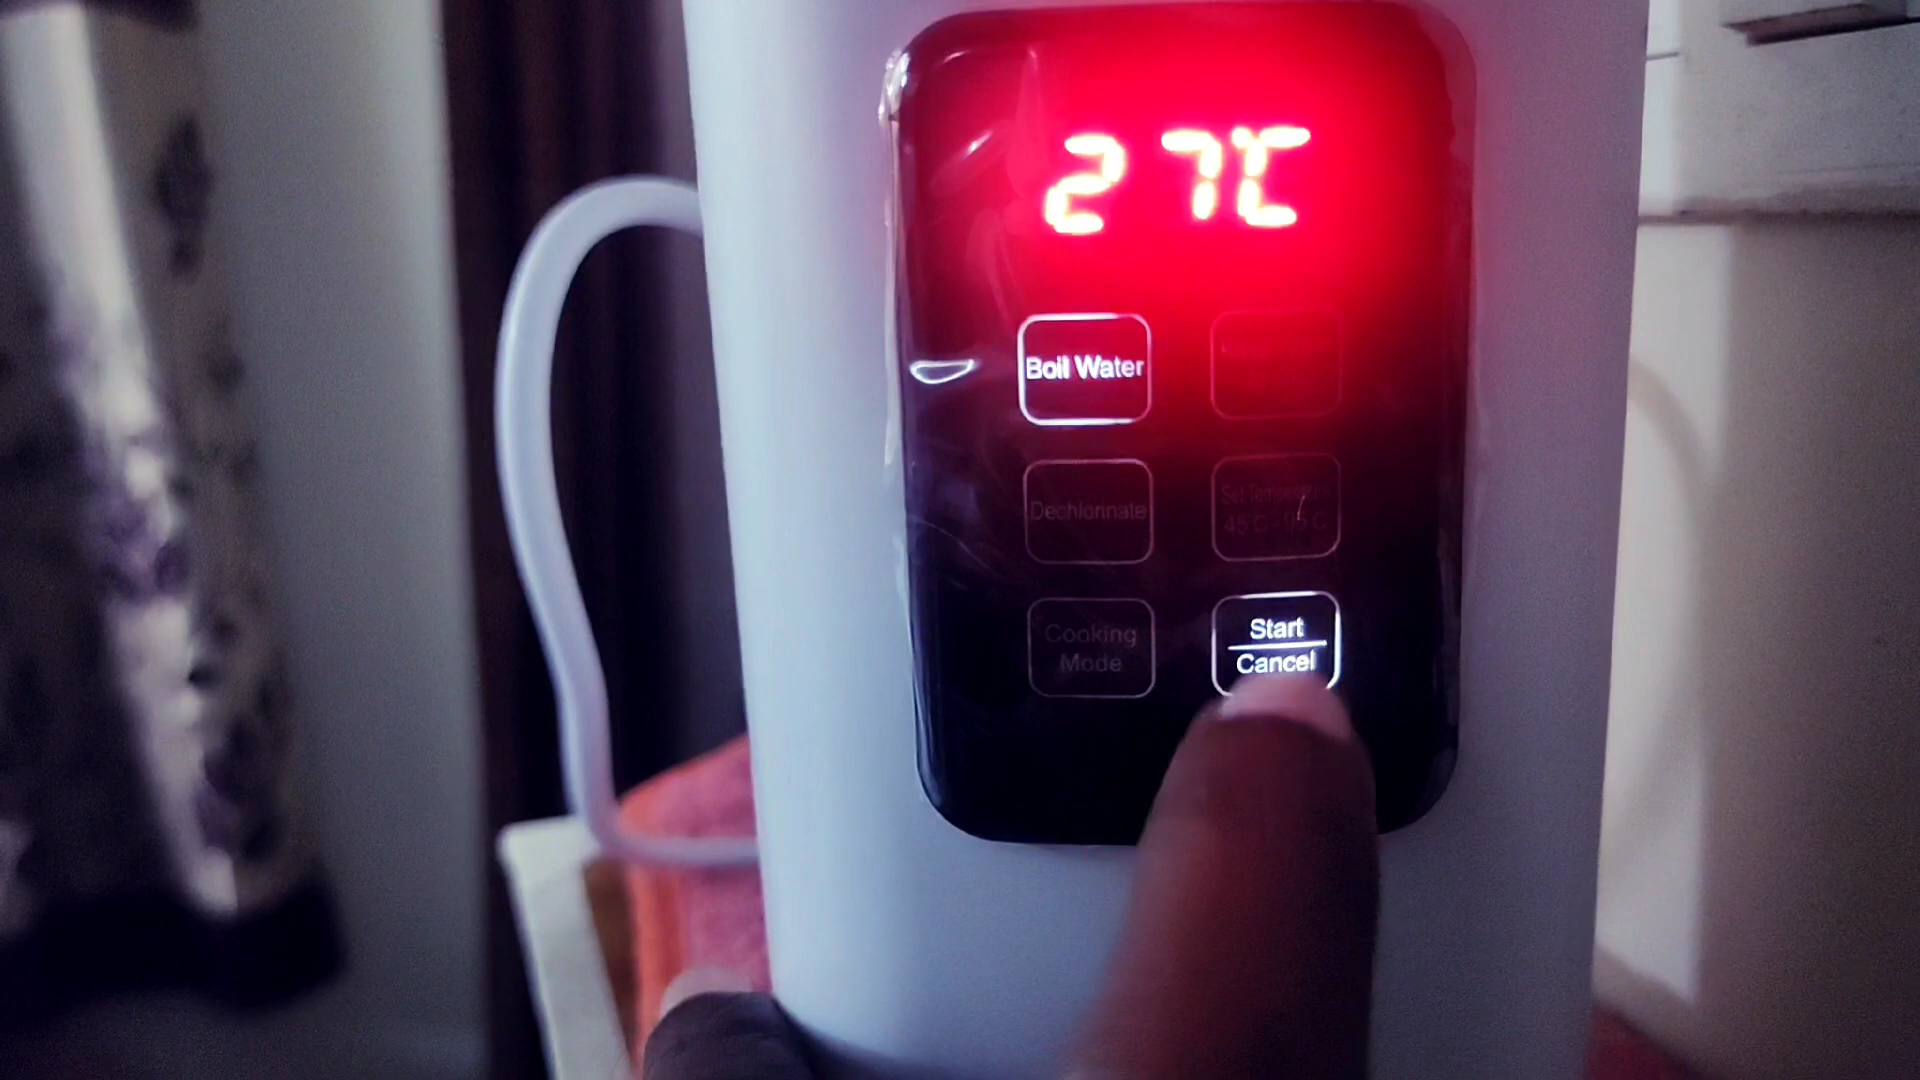 27℃
Boil Water
Dechlorinate
Set Temperature
45°C-95°C
Cooking
Mode
Start
Cancel